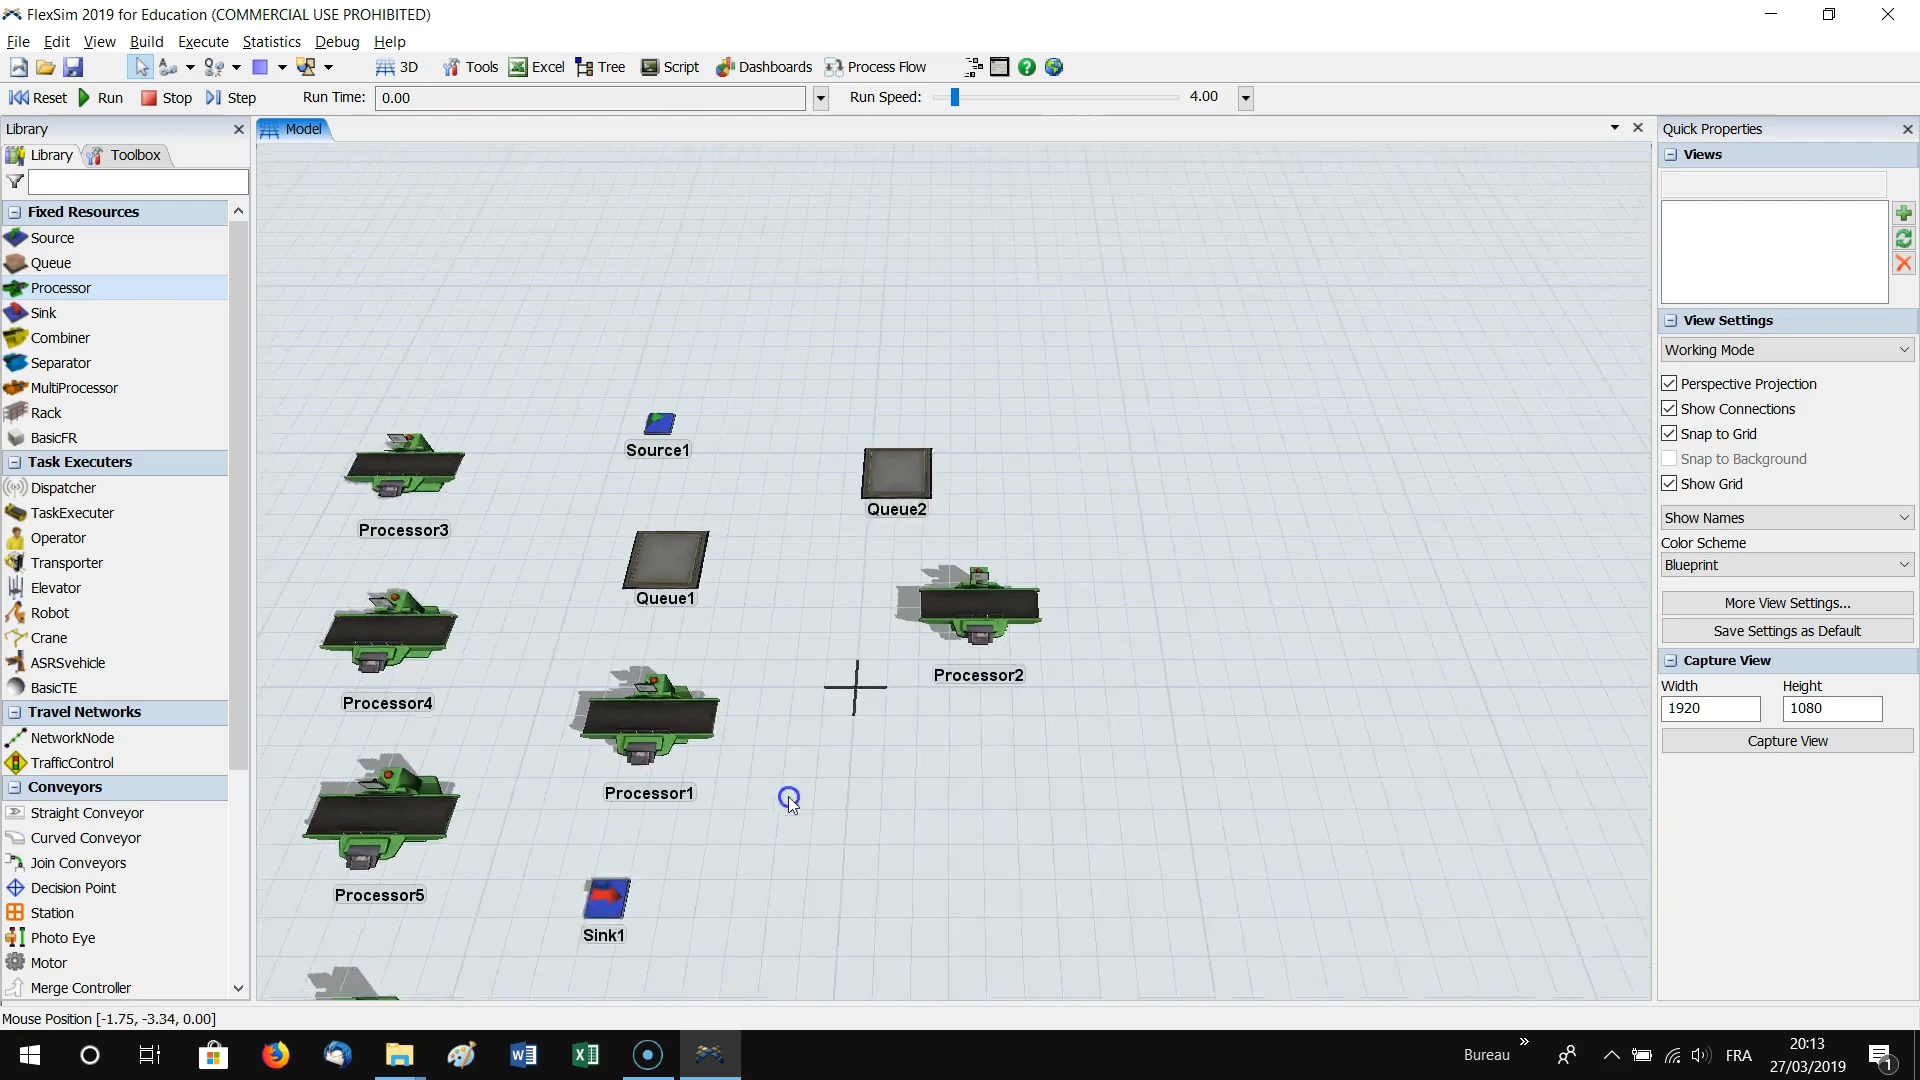 FlexSim 2019 for Education (COMMERCIAL USE PROHIBITED)
File Edit View Build Execute Statistics Debug Help
3D Tools Excel Tree Script Dashboards Process Flow
Reset Run Stop Step Run Time: 0.00 Run Speed: 4.00
Library
Library Toolbox
Fixed Resources
Source
Queue
Processor
Sink
Combiner
Separator
MultiProcessor
Rack
BasicFR
Task Executers
Dispatcher
TaskExecuter
Operator
Transporter
Elevator
Robot
Crane
ASRSvehicle
BasicTE
Travel Networks
NetworkNode
TrafficControl
Conveyors
Straight Conveyor
Curved Conveyor
Join Conveyors
Decision Point
Station
Photo Eye
Motor
Merge Controller
Model
Source1
Queue2
Processor3
Queue1
Processor2
Processor4
Processor1
Processor5
Sink1
Quick Properties
Views
View Settings
Working Mode
Perspective Projection
Show Connections
Snap to Grid
Snap to Background
Show Grid
Show Names
Color Scheme
Blueprint
More View Settings...
Save Settings as Default
Capture View
Width Height
1920 1080
Capture View
Mouse Position [-1.75, -3.34, 0.00]
Bureau
FRA
20:13
27/03/2019
1